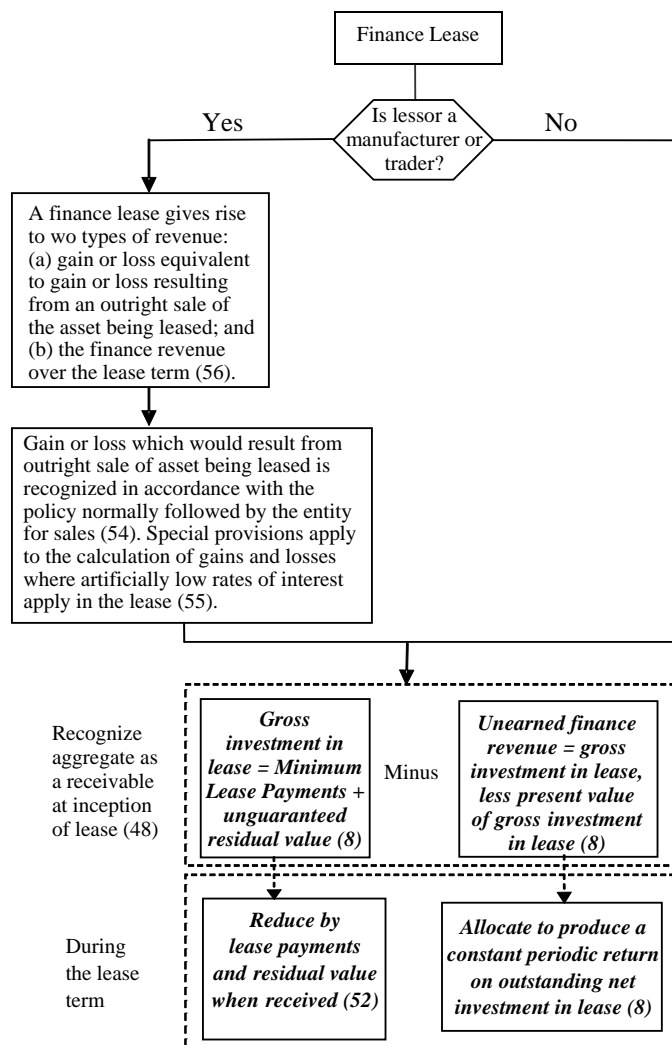 Finance Lease
Is lessor a
manufacturer or
trader?
Yes
No
A finance lease gives rise
to wo types of revenue:
(a) gain or loss equivalent
to gain or loss resulting
from an outright sale of
the asset being leased; and
(b) the finance revenue
over the lease term (56).
Gain or loss which would result from
outright sale of asset being leased is
recognized in accordance with the
policy normally followed by the entity
for sales (54). Special provisions apply
to the calculation of gains and losses
where artificially low rates of interest
apply in the lease (55).
Recognize
aggregate as
a receivable
at inception
of lease (48)
Gross
investment in
lease = Minimum
Lease Payments +
unguaranteed
residual value (8)
Minus
Unearned finance
revenue = gross
investment in lease,
less present value
of gross investment
in lease (8)
During
the lease
term
Reduce by
lease payments
and residual value
when received (52)
Allocate to produce a
constant periodic return
on outstanding net
investment in lease (8)